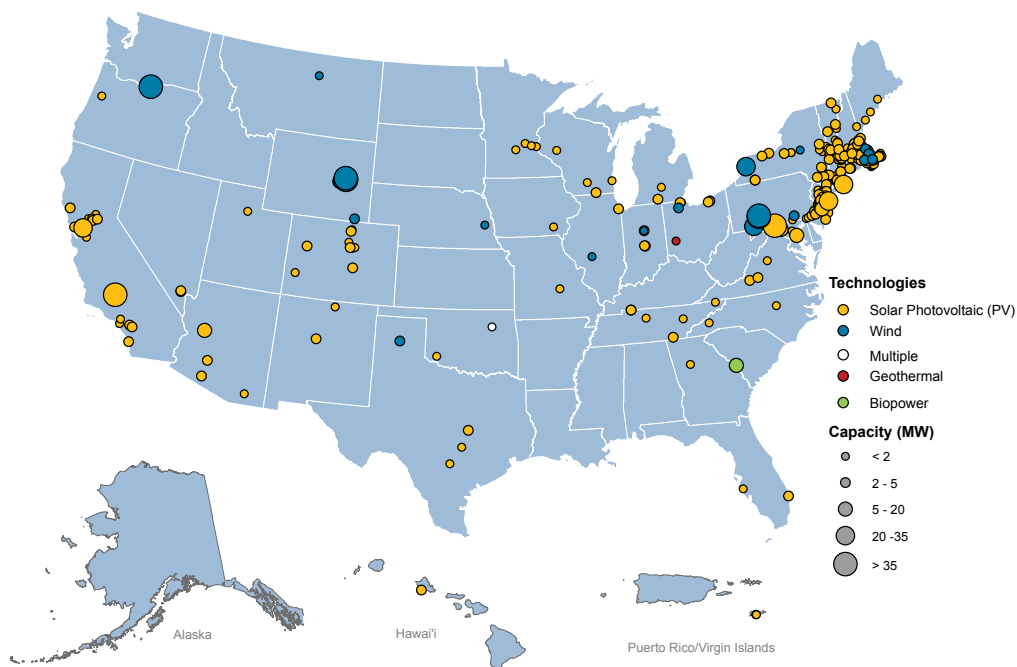 Technologies
Solar Photovoltaic (PV)
Wind
Multiple
Geothermal
Biopower
Capacity (MW)
< 2
2 - 5
5 - 20
20 -35
> 35
Alaska
Hawai'i
Puerto Rico/Virgin Islands